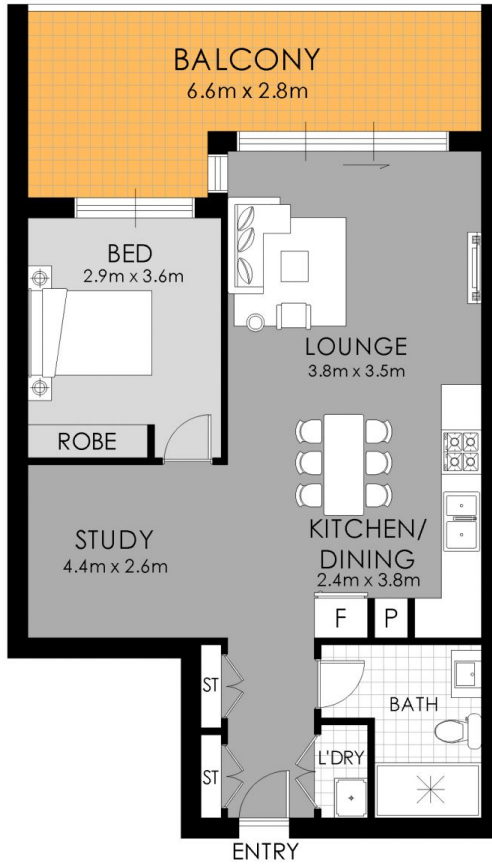 BALCONY
6.6m x 2.8m
BED
2.9m x 3.6m
LOUNGE
3.8m x 3.5m
ROBE
STUDY
4.4m x 2.6m
KITCHEN/
DINING
2.4m x 3.8m
F
P
ST
BATH
ST
L'DRY
ENTRY